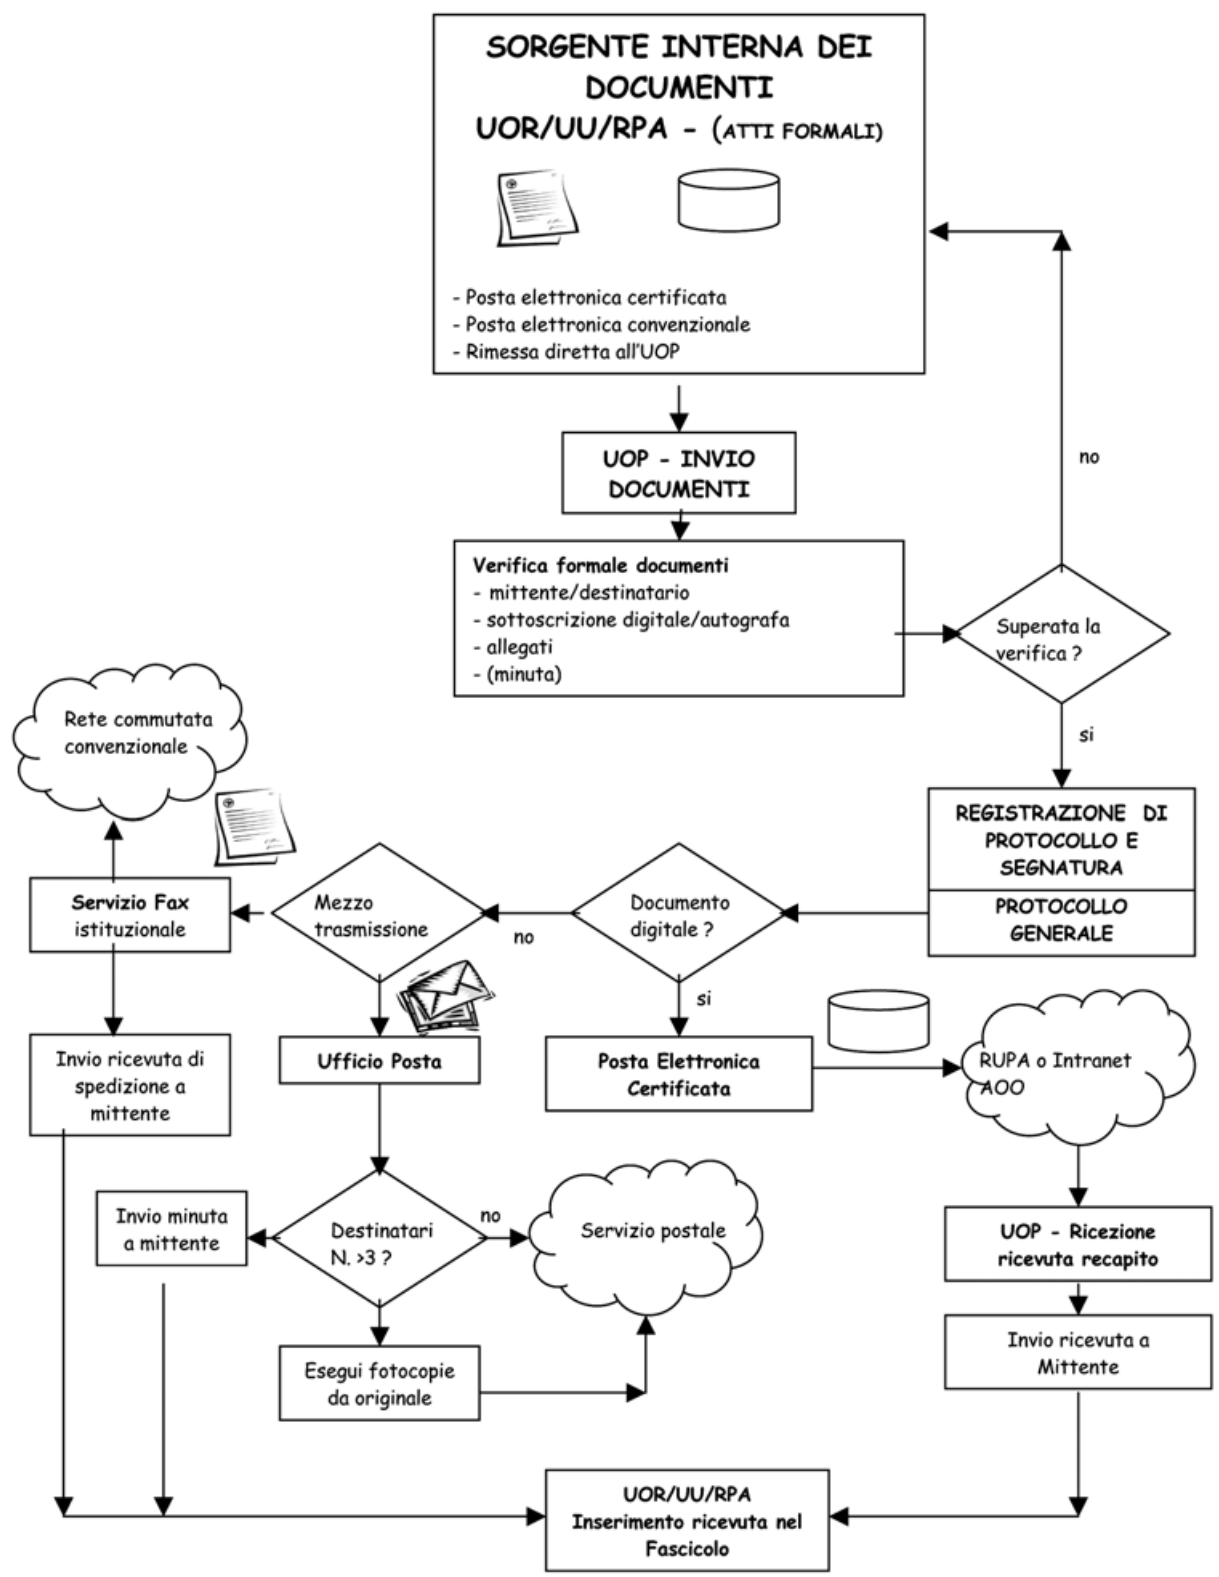 SORGENTE INTERNA DEI
DOCUMENTI
UOR/UU/RPA - (ATTI FORMALI)
- Posta elettronica certificata
- Posta elettronica convenzionale
- Rimessa diretta all'UOP
UOP - INVIO
DOCUMENTI
no
Verifica formale documenti
- mittente/destinatario
- sottoscrizione digitale/autografa
- allegati
- (minuta)
Superata la
verifica ?
si
Rete commutata
convenzionale
REGISTRAZIONE DI
PROTOCOLLO E
SEGNATURA
PROTOCOLLO
GENERALE
Documento
digitale ?
no
si
Mezzo
trasmissione
Servizio Fax
istituzionale
Invio ricevuta di
spedizione a
mittente
Ufficio Posta
Posta Elettronica
Certificata
RUPA o Intranet
AOO
Invio minuta
a mittente
Destinatari
N. >3 ?
no
Servizio postale
UOP - Ricezione
ricevuta recapito
Invio ricevuta a
Mittente
Esegui fotocopie
da originale
UOR/UU/RPA
Inserimento ricevuta nel
Fascicolo